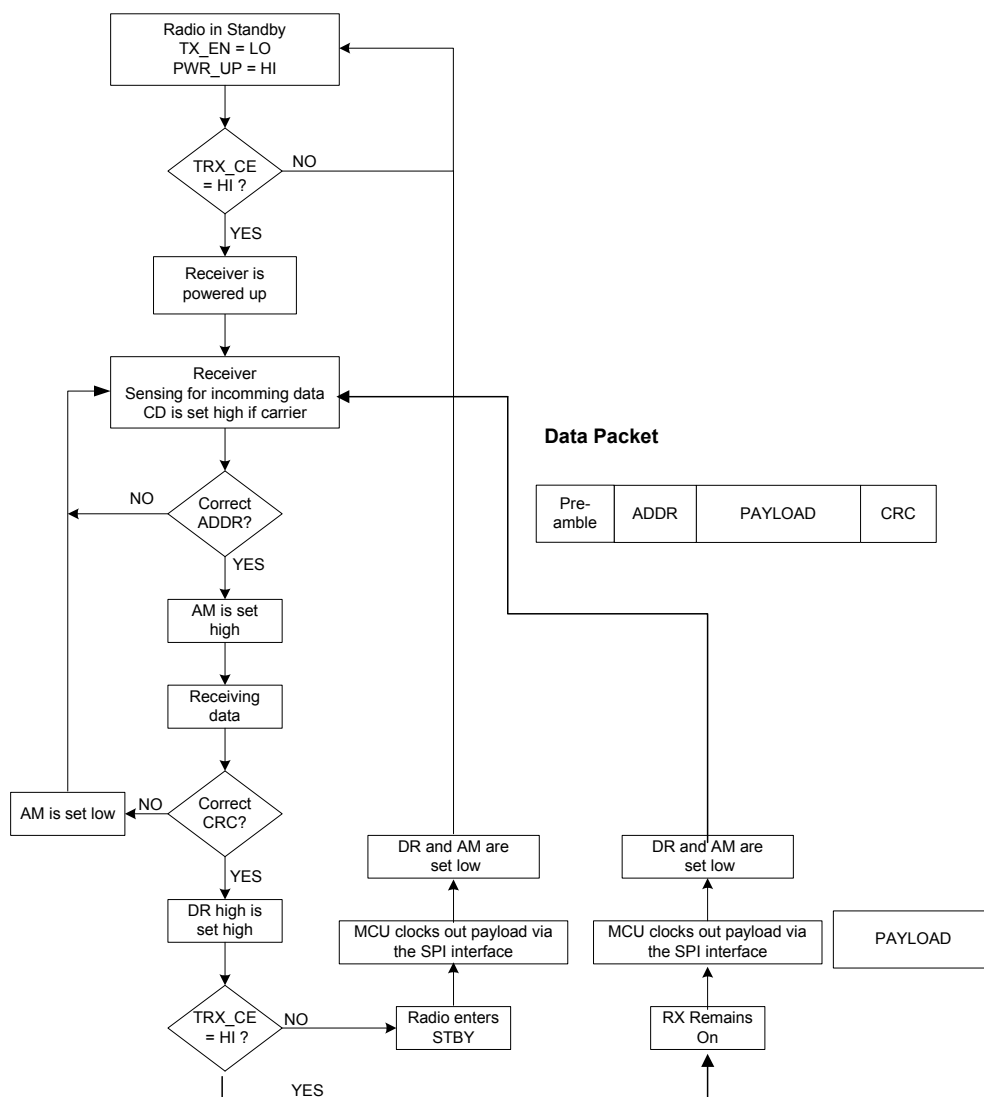 Radio in Standby
TX_EN = LO
PWR_UP = HI
TRX_CE
= HI ?
NO
YES
Receiver is
powered up
Receiver
Sensing for incomming data
CD is set high if carrier
Data Packet
Pre-
amble
ADDR
PAYLOAD
CRC
NO
Correct
ADDR?
YES
AM is set
high
Receiving
data
AM is set low
NO
Correct
CRC?
YES
DR high is
set high
TRX_CE
= HI ?
NO
YES
Radio enters
STBY
MCU clocks out payload via
the SPI interface
DR and AM are
set low
RX Remains
On
MCU clocks out payload via
the SPI interface
PAYLOAD
DR and AM are
set low